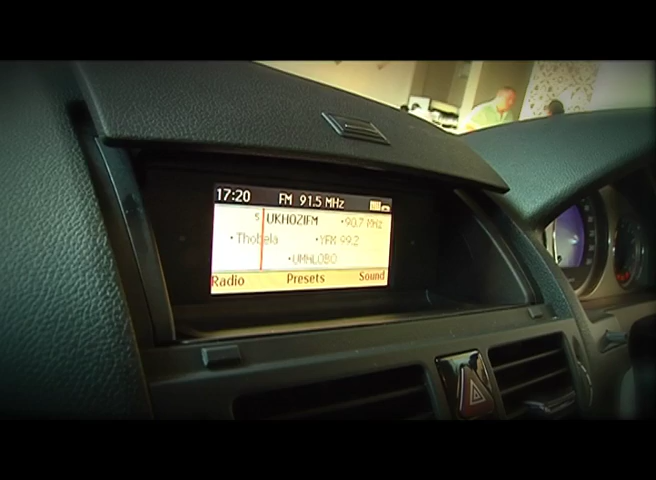 17:20 FM 91.5 MHz
5 UKHOZIFM •90.7 MHz
•Thobela •YFM 99.2
•UMHLOBO
Radio Presets Sound